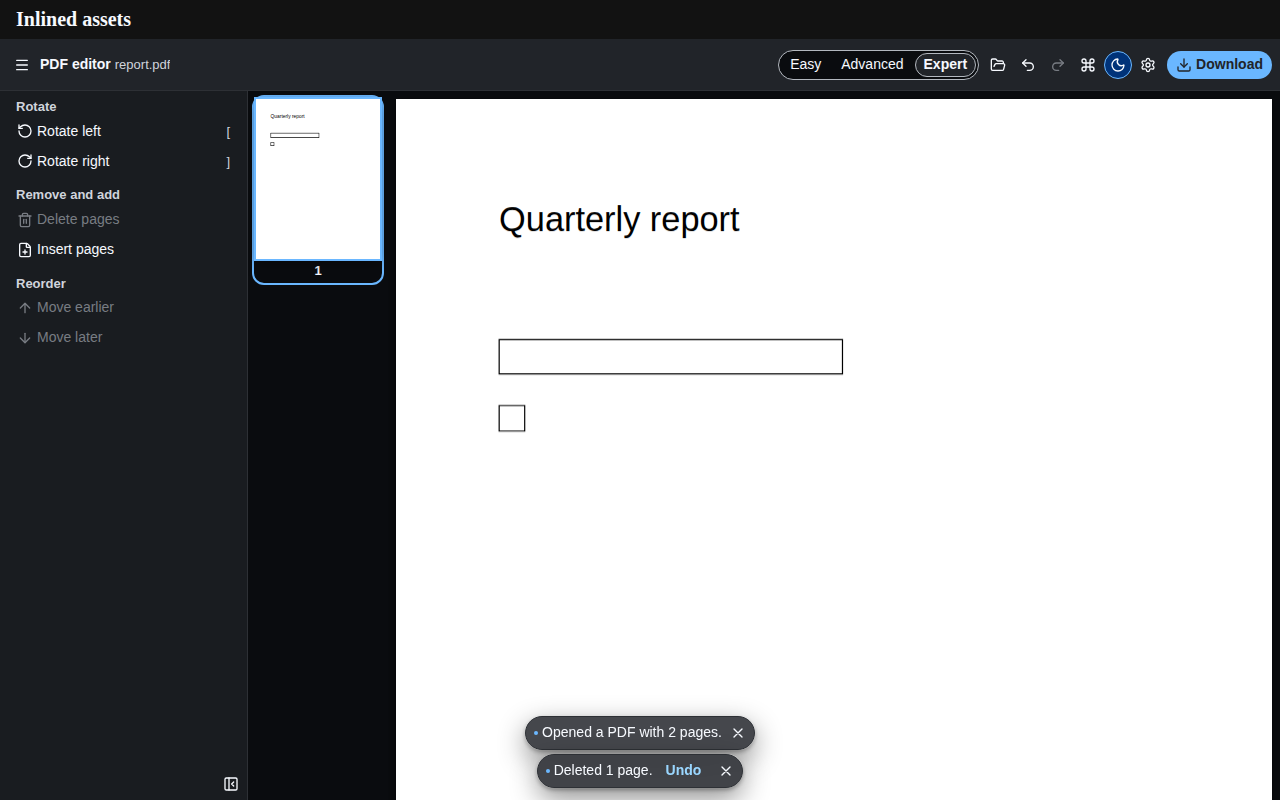 Inlined assets
PDF editor report.pdf
Easy Advanced Expert
Download
Rotate
Rotate left [
Rotate right ]
Remove and add
Delete pages
Insert pages
Reorder
Move earlier
Move later
Quarterly report
1
Quarterly report
Opened a PDF with 2 pages.
Deleted 1 page. Undo